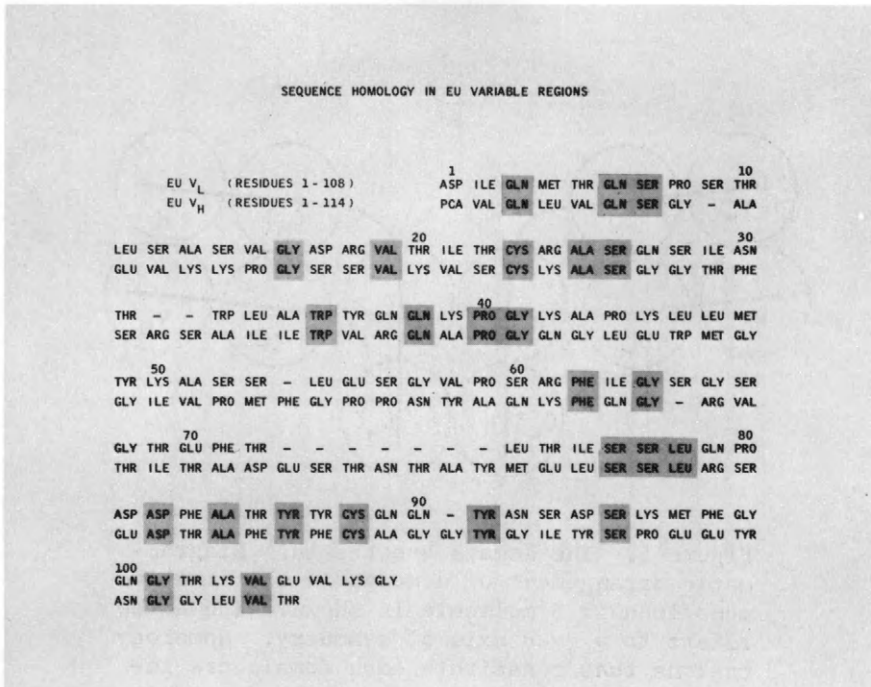 SEQUENCE HOMOLOGY IN EU VARIABLE REGIONS
1 10
EU VL (RESIDUES 1-108) ASP ILE GLN MET THR GLN SER PRO SER THR
EU VH (RESIDUES 1-114) PCA VAL GLN LEU VAL GLN SER GLY - ALA
20 30
LEU SER ALA SER VAL GLY ASP ARG VAL THR ILE THR CYS ARG ALA SER GLN SER ILE ASN
GLU VAL LYS LYS PRO GLY SER SER VAL LYS VAL SER CYS LYS ALA SER GLY GLY THR PHE
40
THR - - TRP LEU ALA TRP TYR GLN GLN LYS PRO GLY LYS ALA PRO LYS LEU LEU MET
SER ARG SER ALA ILE ILE TRP VAL ARG GLN ALA PRO GLY GLN GLY LEU GLU TRP MET GLY
50 60
TYR LYS ALA SER SER - LEU GLU SER GLY VAL PRO SER ARG PHE ILE GLY SER GLY SER
GLY ILE VAL PRO MET PHE GLY PRO PRO ASN TYR ALA GLN LYS PHE GLN GLY - ARG VAL
70 80
GLY THR GLU PHE THR - - - - - - - LEU THR ILE SER SER LEU GLN PRO
THR ILE THR ALA ASP GLU SER THR ASN THR ALA TYR MET GLU LEU SER SER LEU ARG SER
90
ASP ASP PHE ALA THR TYR TYR CYS GLN GLN - TYR ASN SER ASP SER LYS MET PHE GLY
GLU ASP THR ALA PHE TYR PHE CYS ALA GLY GLY TYR GLY ILE TYR SER PRO GLU GLU TYR
100
GLN GLY THR LYS VAL GLU VAL LYS GLY
ASN GLY GLY LEU VAL THR